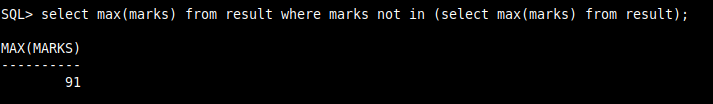 SQL> select max(marks) from result where marks not in (select max(marks) from result);
MAX(MARKS)
----------
91